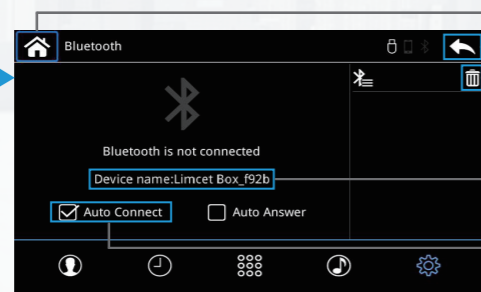 Bluetooth
Bluetooth is not connected
Device name:Limcet Box_f92b
Auto Connect
Auto Answer